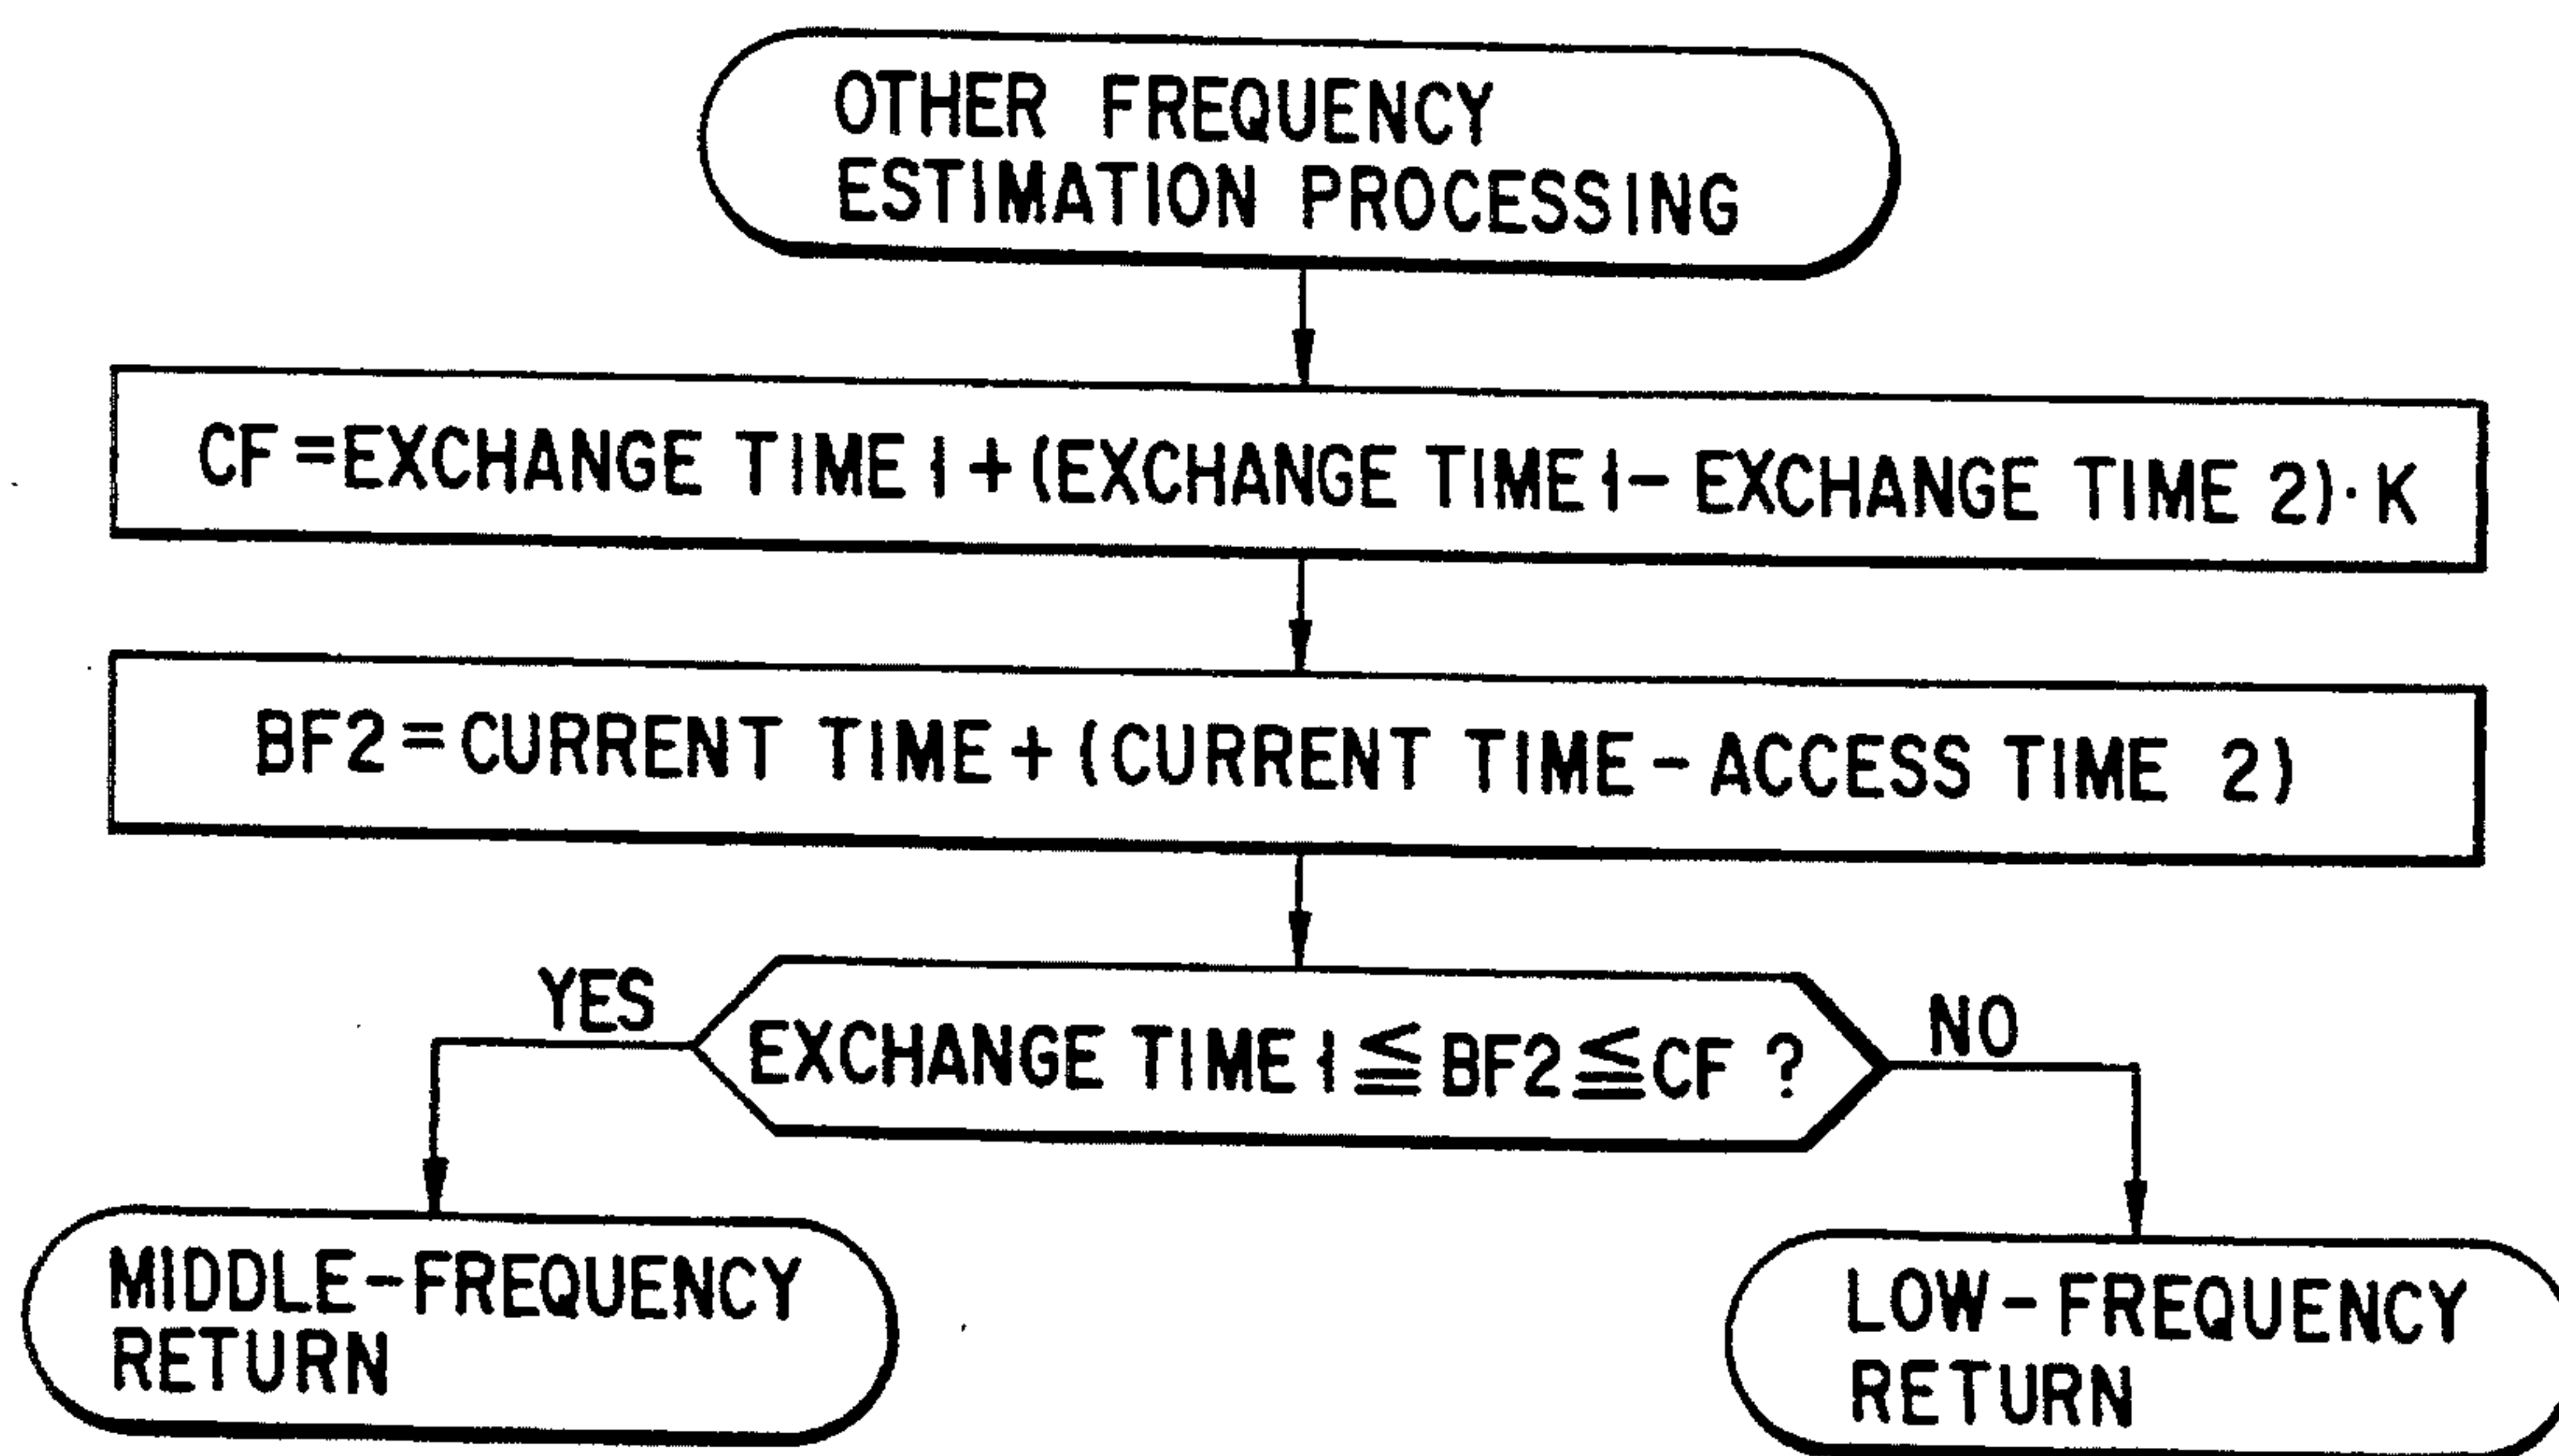 OTHER FREQUENCY
ESTIMATION PROCESSING
CF=EXCHANGE TIME 1+(EXCHANGE TIME 1-EXCHANGE TIME 2)·K
BF2=CURRENT TIME+(CURRENT TIME-ACCESS TIME 2)
YES
EXCHANGE TIME 1≦BF2≦CF ?
NO
MIDDLE-FREQUENCY
RETURN
LOW-FREQUENCY
RETURN